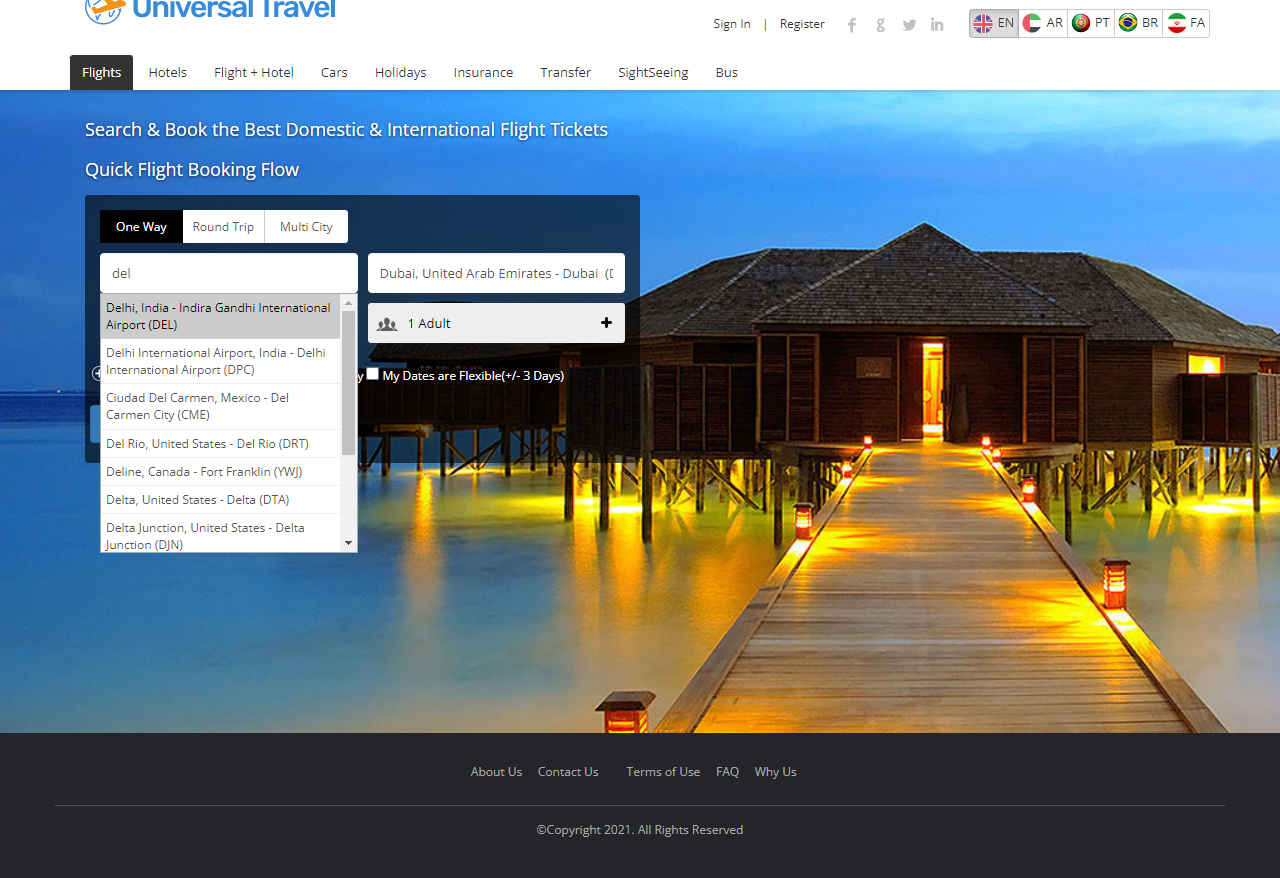 Universal Travel
Sign In | Register
EN AR PT BR FA
Flights Hotels Flight + Hotel Cars Holidays Insurance Transfer SightSeeing Bus
Search & Book the Best Domestic & International Flight Tickets
Quick Flight Booking Flow
One Way Round Trip Multi City
del
Dubai, United Arab Emirates - Dubai (D
Delhi, India - Indira Gandhi International
Airport (DEL)
1 Adult
Delhi International Airport, India - Delhi
International Airport (DPC)
y My Dates are Flexible(+/- 3 Days)
Ciudad Del Carmen, Mexico - Del
Carmen City (CME)
Del Rio, United States - Del Rio (DRT)
Deline, Canada - Fort Franklin (YWJ)
Delta, United States - Delta (DTA)
Delta Junction, United States - Delta
Junction (DJN)
About Us Contact Us Terms of Use FAQ Why Us
©Copyright 2021. All Rights Reserved